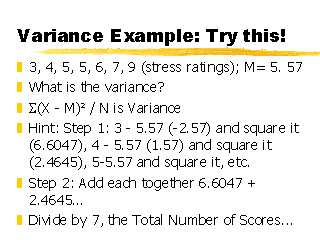 Variance Example: Try this!
3, 4, 5, 5, 6, 7, 9 (stress ratings); M= 5. 57
What is the variance?
Σ(X - M)² / N is Variance
Hint: Step 1: 3 - 5.57 (-2.57) and square it
(6.6047), 4 - 5.57 (1.57) and square it
(2.4645), 5-5.57 and square it, etc.
Step 2: Add each together 6.6047 +
2.4645...
Divide by 7, the Total Number of Scores...